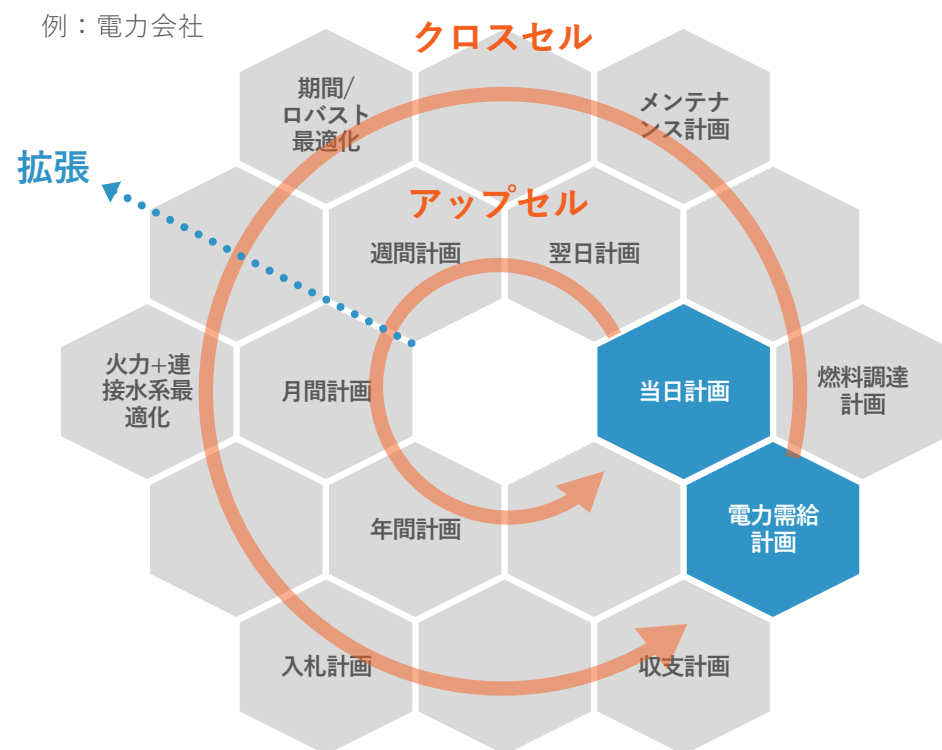 例：電力会社
クロスセル
期間/
ロバスト
最適化
メンテナ
ンス計画
拡張
アップセル
週間計画
翌日計画
火力+連
接水系最
適化
月間計画
当日計画
燃料調達
計画
年間計画
電力需給
計画
入札計画
収支計画